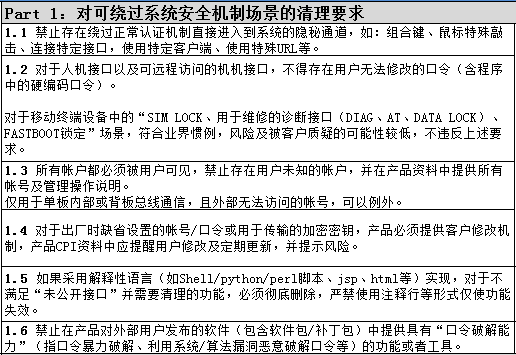 Part 1：对可绕过系统安全机制场景的清理要求
1.1 禁止存在绕过正常认证机制直接进入到系统的隐秘通道，如：组合键、鼠标特殊敲
击、连接特定接口，使用特定客户端、使用特殊URL等。
1.2 对于人机接口以及可远程访问的机机接口，不得存在用户无法修改的口令（含程序
中的硬编码口令）。
对于移动终端设备中的“SIM LOCK、用于维修的诊断接口（DIAG、AT、DATA LOCK）、
FASTBOOT锁定”场景，符合业界惯例，风险及被客户质疑的可能性较低，不违反上述要
求。
1.3 所有帐户都必须被用户可见，禁止存在用户未知的帐户，并在产品资料中提供所有
帐号及管理操作说明。
仅用于单板内部或背板总线通信，且外部无法访问的帐号，可以例外。
1.4 对于出厂时缺省设置的帐号/口令或用于传输的加密密钥，产品必须提供客户修改机
制，产品CPI资料中应提醒用户修改及定期更新，并提示风险。
1.5 如果采用解释性语言（如Shell/python/perl脚本、jsp、html等）实现，对于不
满足“未公开接口”并需要清理的功能，必须彻底删除，严禁使用注释行等形式仅使功能
失效。
1.6 禁止在产品对外部用户发布的软件（包含软件包/补丁包）中提供具有“口令破解能
力”（指口令暴力破解、利用系统/算法漏洞恶意破解口令等）的功能或者工具。